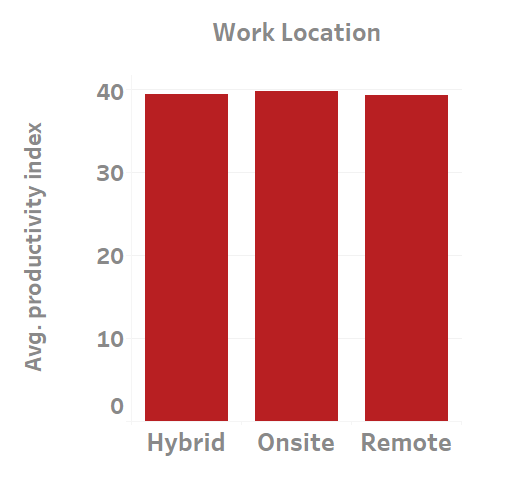 Work Location
Avg. productivity index
40
30
20
10
0
Hybrid Onsite Remote